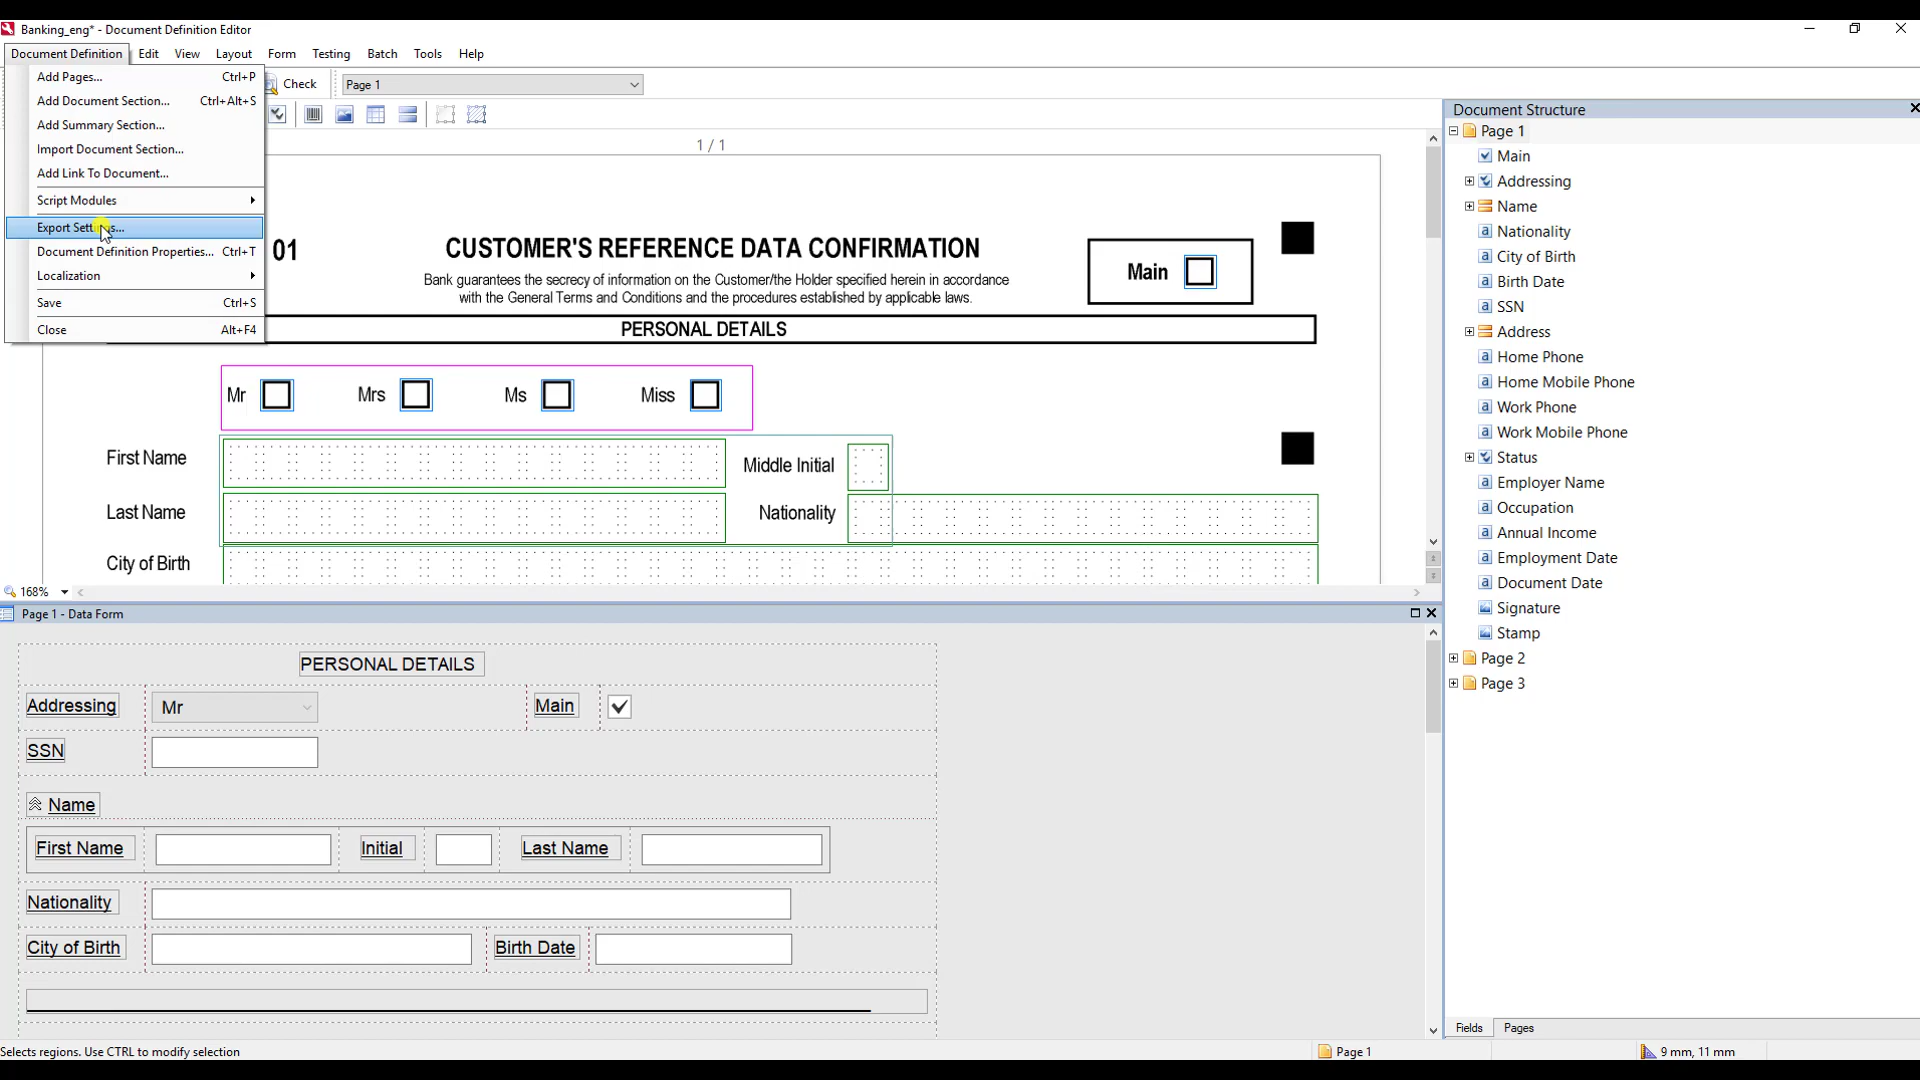 Banking_eng* - Document Definition Editor
Document Definition Edit View Layout Form Testing Batch Tools Help
Add Pages... Ctrl+P
Add Document Section... Ctrl+Alt+S
Add Summary Section...
Import Document Section...
Add Link To Document...
Script Modules
Export Settings...
Document Definition Properties... Ctrl+T
Localization
Save Ctrl+S
Close Alt+F4
Check Page 1
1 / 1
01 CUSTOMER'S REFERENCE DATA CONFIRMATION
Bank guarantees the secrecy of information on the Customer/the Holder specified herein in accordance
with the General Terms and Conditions and the procedures established by applicable laws.
Main
PERSONAL DETAILS
Mr Mrs Ms Miss
First Name Middle Initial
Last Name Nationality
City of Birth
168%
Page 1 - Data Form
PERSONAL DETAILS
Addressing Mr Main
SSN
Name
First Name Initial Last Name
Nationality
City of Birth Birth Date
Document Structure
Page 1
Main
Addressing
Name
Nationality
City of Birth
Birth Date
SSN
Address
Home Phone
Home Mobile Phone
Work Phone
Work Mobile Phone
Status
Employer Name
Occupation
Annual Income
Employment Date
Document Date
Signature
Stamp
Page 2
Page 3
Fields Pages
Selects regions. Use CTRL to modify selection Page 1 9 mm, 11 mm